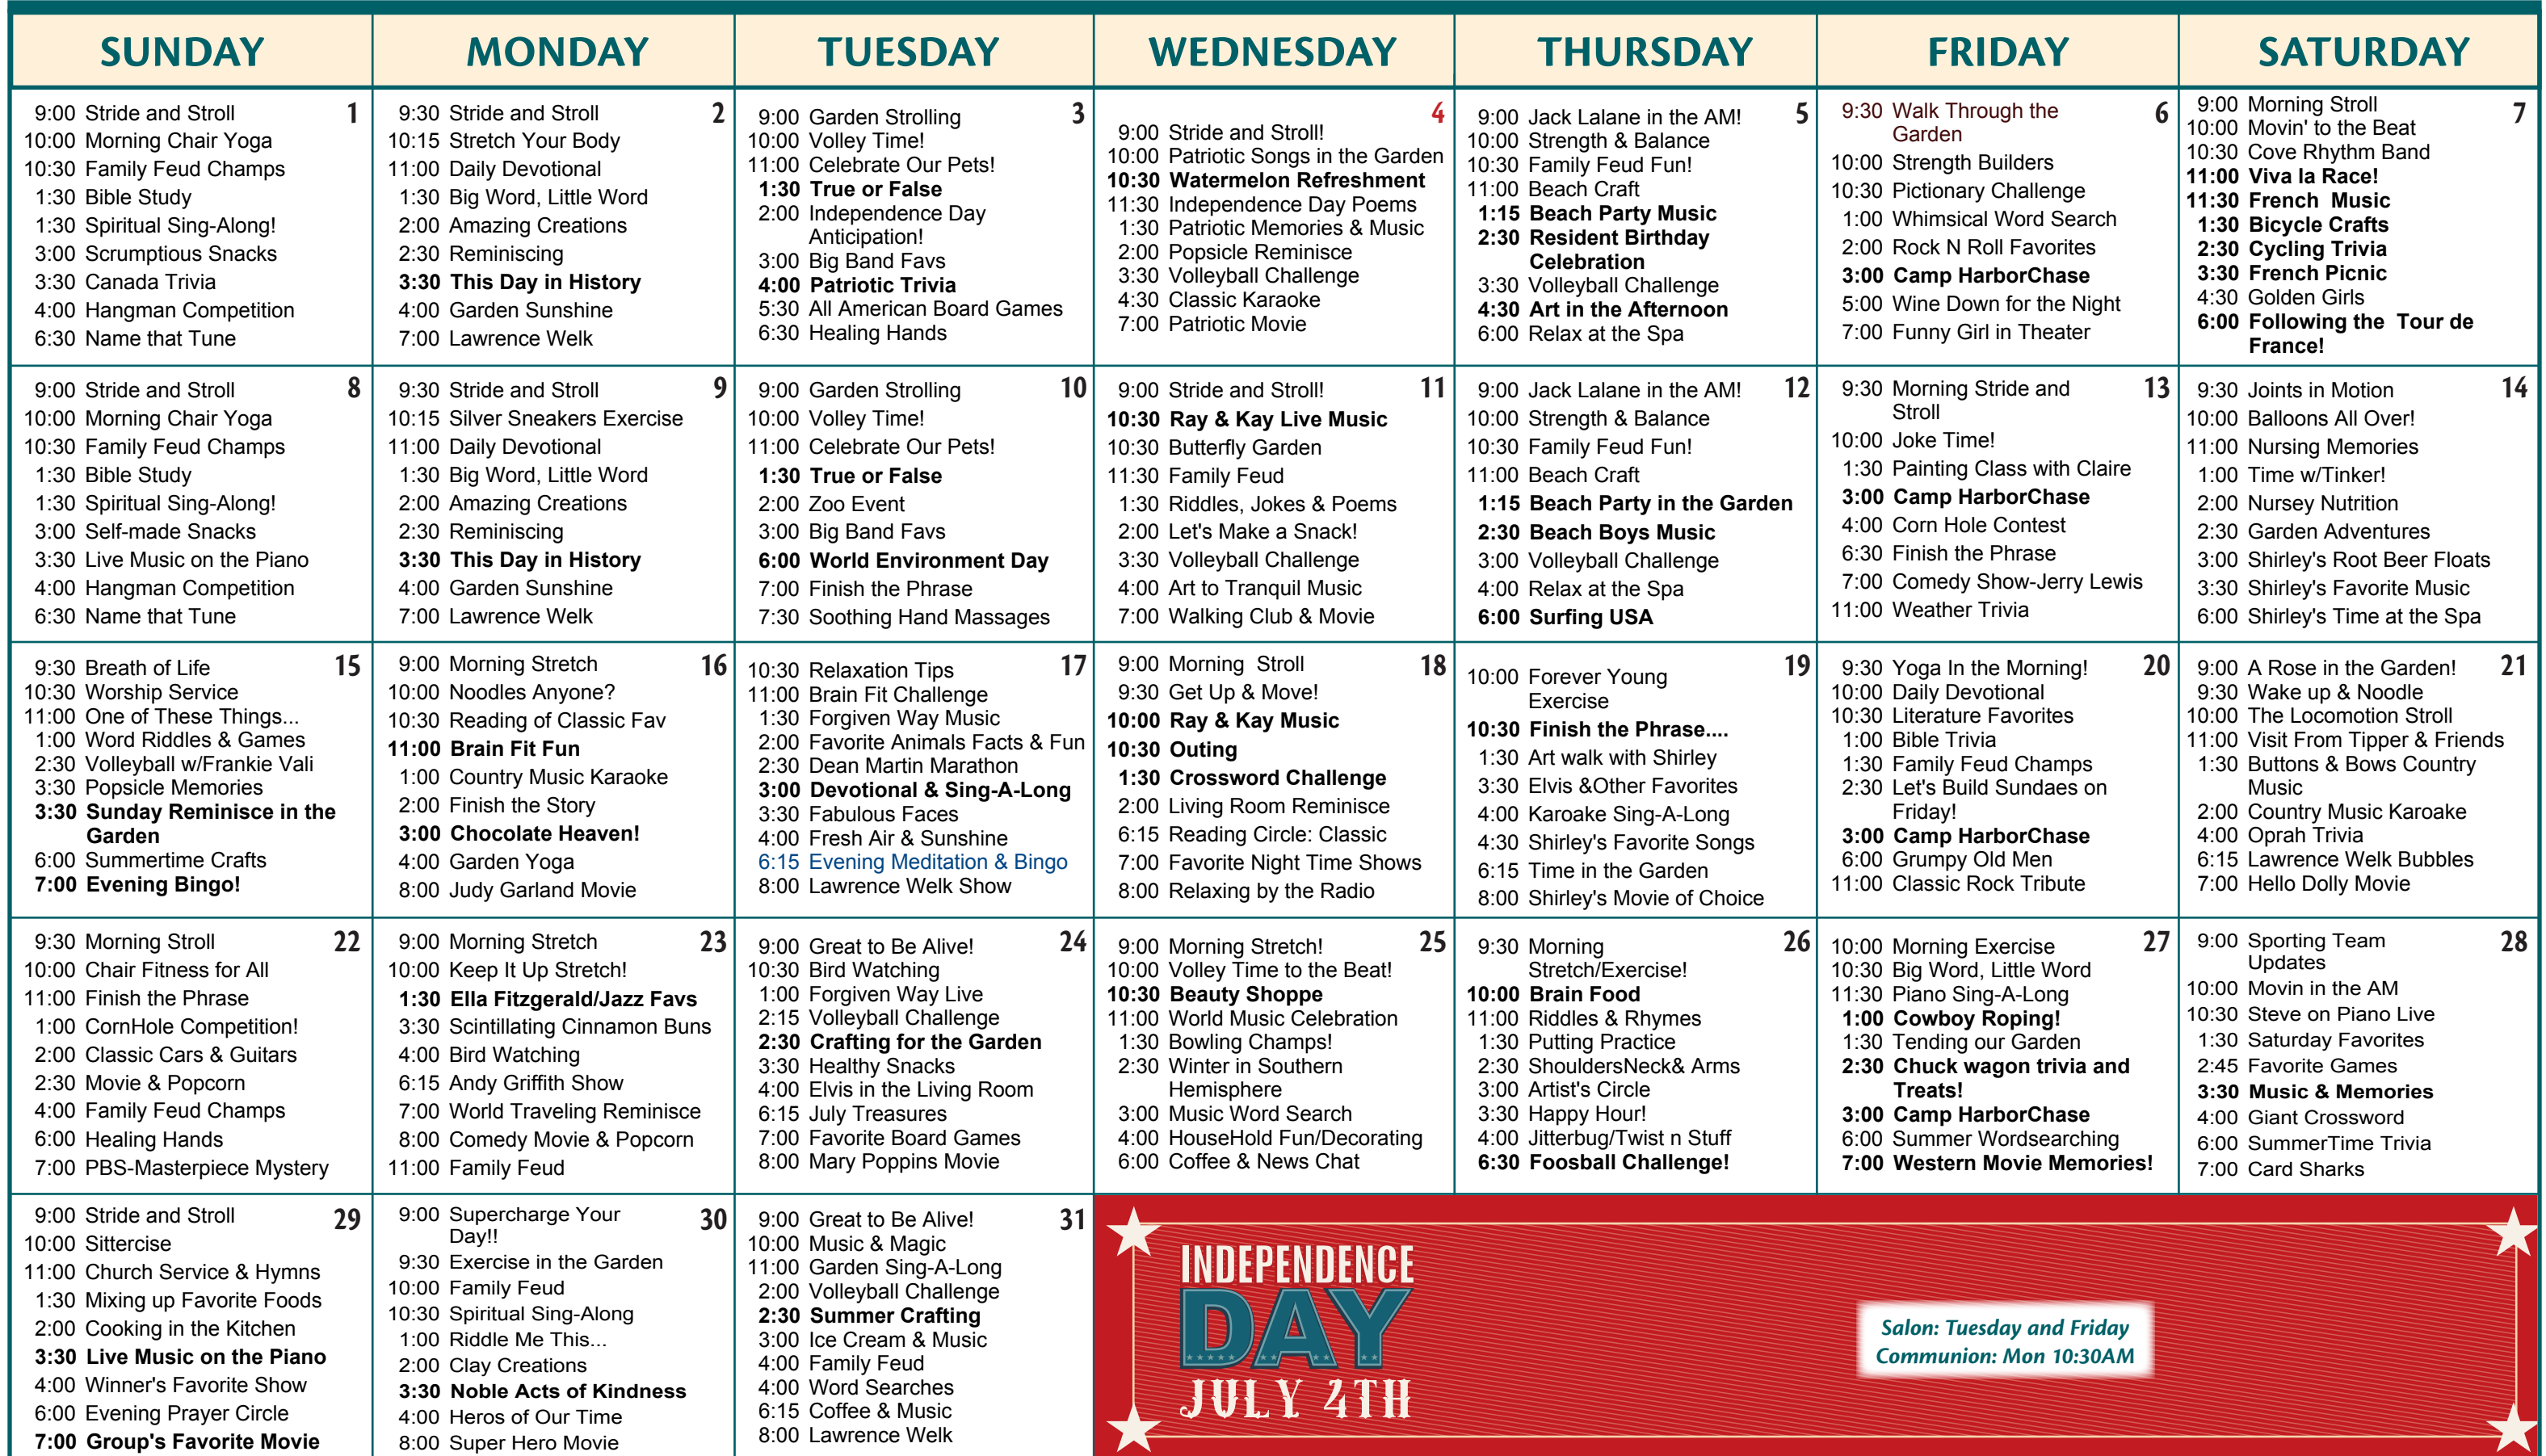 SUNDAY
MONDAY
TUESDAY
WEDNESDAY
THURSDAY
FRIDAY
SATURDAY
1
9:00 Stride and Stroll
10:00 Morning Chair Yoga
10:30 Family Feud Champs
1:30 Bible Study
1:30 Spiritual Sing-Along!
3:00 Scrumptious Snacks
3:30 Canada Trivia
4:00 Hangman Competition
6:30 Name that Tune
2
9:30 Stride and Stroll
10:15 Stretch Your Body
11:00 Daily Devotional
1:30 Big Word, Little Word
2:00 Amazing Creations
2:30 Reminiscing
3:30 This Day in History
4:00 Garden Sunshine
7:00 Lawrence Welk
3
9:00 Garden Strolling
10:00 Volley Time!
11:00 Celebrate Our Pets!
1:30 True or False
2:00 Independence Day
Anticipation!
3:00 Big Band Favs
4:00 Patriotic Trivia
5:30 All American Board Games
6:30 Healing Hands
4
9:00 Stride and Stroll!
10:00 Patriotic Songs in the Garden
10:30 Watermelon Refreshment
11:30 Independence Day Poems
1:30 Patriotic Memories & Music
2:00 Popsicle Reminisce
3:30 Volleyball Challenge
4:30 Classic Karaoke
7:00 Patriotic Movie
5
9:00 Jack Lalane in the AM!
10:00 Strength & Balance
10:30 Family Feud Fun!
11:00 Beach Craft
1:15 Beach Party Music
2:30 Resident Birthday
Celebration
3:30 Volleyball Challenge
4:30 Art in the Afternoon
6:00 Relax at the Spa
6
9:30 Walk Through the
Garden
10:00 Strength Builders
10:30 Pictionary Challenge
1:00 Whimsical Word Search
2:00 Rock N Roll Favorites
3:00 Camp HarborChase
5:00 Wine Down for the Night
7:00 Funny Girl in Theater
7
9:00 Morning Stroll
10:00 Movin' to the Beat
10:30 Cove Rhythm Band
11:00 Viva la Race!
11:30 French Music
1:30 Bicycle Crafts
2:30 Cycling Trivia
3:30 French Picnic
4:30 Golden Girls
6:00 Following the Tour de
France!
8
9:00 Stride and Stroll
10:00 Morning Chair Yoga
10:30 Family Feud Champs
1:30 Bible Study
1:30 Spiritual Sing-Along!
3:00 Self-made Snacks
3:30 Live Music on the Piano
4:00 Hangman Competition
6:30 Name that Tune
9
9:30 Stride and Stroll
10:15 Silver Sneakers Exercise
11:00 Daily Devotional
1:30 Big Word, Little Word
2:00 Amazing Creations
2:30 Reminiscing
3:30 This Day in History
4:00 Garden Sunshine
7:00 Lawrence Welk
10
9:00 Garden Strolling
10:00 Volley Time!
11:00 Celebrate Our Pets!
1:30 True or False
2:00 Zoo Event
3:00 Big Band Favs
6:00 World Environment Day
7:00 Finish the Phrase
7:30 Soothing Hand Massages
11
9:00 Stride and Stroll!
10:30 Ray & Kay Live Music
10:30 Butterfly Garden
11:30 Family Feud
1:30 Riddles, Jokes & Poems
2:00 Let's Make a Snack!
3:30 Volleyball Challenge
4:00 Art to Tranquil Music
7:00 Walking Club & Movie
12
9:00 Jack Lalane in the AM!
10:00 Strength & Balance
10:30 Family Feud Fun!
11:00 Beach Craft
1:15 Beach Party in the Garden
2:30 Beach Boys Music
3:00 Volleyball Challenge
4:00 Relax at the Spa
6:00 Surfing USA
13
9:30 Morning Stride and
Stroll
10:00 Joke Time!
1:30 Painting Class with Claire
3:00 Camp HarborChase
4:00 Corn Hole Contest
6:30 Finish the Phrase
7:00 Comedy Show-Jerry Lewis
11:00 Weather Trivia
14
9:30 Joints in Motion
10:00 Balloons All Over!
11:00 Nursing Memories
1:00 Time w/Tinker!
2:00 Nursey Nutrition
2:30 Garden Adventures
3:00 Shirley's Root Beer Floats
3:30 Shirley's Favorite Music
6:00 Shirley's Time at the Spa
15
9:30 Breath of Life
10:30 Worship Service
11:00 One of These Things...
1:00 Word Riddles & Games
2:30 Volleyball w/Frankie Vali
3:30 Popsicle Memories
3:30 Sunday Reminisce in the
Garden
6:00 Summertime Crafts
7:00 Evening Bingo!
16
9:00 Morning Stretch
10:00 Noodles Anyone?
10:30 Reading of Classic Fav
11:00 Brain Fit Fun
1:00 Country Music Karaoke
2:00 Finish the Story
3:00 Chocolate Heaven!
4:00 Garden Yoga
8:00 Judy Garland Movie
17
10:30 Relaxation Tips
11:00 Brain Fit Challenge
1:30 Forgiven Way Music
2:00 Favorite Animals Facts & Fun
2:30 Dean Martin Marathon
3:00 Devotional & Sing-A-Long
3:30 Fabulous Faces
4:00 Fresh Air & Sunshine
6:15 Evening Meditation & Bingo
8:00 Lawrence Welk Show
18
9:00 Morning Stroll
9:30 Get Up & Move!
10:00 Ray & Kay Music
10:30 Outing
1:30 Crossword Challenge
2:00 Living Room Reminisce
6:15 Reading Circle: Classic
7:00 Favorite Night Time Shows
8:00 Relaxing by the Radio
19
10:00 Forever Young
Exercise
10:30 Finish the Phrase....
1:30 Art walk with Shirley
3:30 Elvis &Other Favorites
4:00 Karoake Sing-A-Long
4:30 Shirley's Favorite Songs
6:15 Time in the Garden
8:00 Shirley's Movie of Choice
20
9:30 Yoga In the Morning!
10:00 Daily Devotional
10:30 Literature Favorites
1:00 Bible Trivia
1:30 Family Feud Champs
2:30 Let's Build Sundaes on
Friday!
3:00 Camp HarborChase
6:00 Grumpy Old Men
11:00 Classic Rock Tribute
21
9:00 A Rose in the Garden!
9:30 Wake up & Noodle
10:00 The Locomotion Stroll
11:00 Visit From Tipper & Friends
1:30 Buttons & Bows Country
Music
2:00 Country Music Karoake
4:00 Oprah Trivia
6:15 Lawrence Welk Bubbles
7:00 Hello Dolly Movie
22
9:30 Morning Stroll
10:00 Chair Fitness for All
11:00 Finish the Phrase
1:00 CornHole Competition!
2:00 Classic Cars & Guitars
2:30 Movie & Popcorn
4:00 Family Feud Champs
6:00 Healing Hands
7:00 PBS-Masterpiece Mystery
23
9:00 Morning Stretch
10:00 Keep It Up Stretch!
1:30 Ella Fitzgerald/Jazz Favs
3:30 Scintillating Cinnamon Buns
4:00 Bird Watching
6:15 Andy Griffith Show
7:00 World Traveling Reminisce
8:00 Comedy Movie & Popcorn
11:00 Family Feud
24
9:00 Great to Be Alive!
10:30 Bird Watching
1:00 Forgiven Way Live
2:15 Volleyball Challenge
2:30 Crafting for the Garden
3:30 Healthy Snacks
4:00 Elvis in the Living Room
6:15 July Treasures
7:00 Favorite Board Games
8:00 Mary Poppins Movie
25
9:00 Morning Stretch!
10:00 Volley Time to the Beat!
10:30 Beauty Shoppe
11:00 World Music Celebration
1:30 Bowling Champs!
2:30 Winter in Southern
Hemisphere
3:00 Music Word Search
4:00 HouseHold Fun/Decorating
6:00 Coffee & News Chat
26
9:30 Morning
Stretch/Exercise!
10:00 Brain Food
11:00 Riddles & Rhymes
1:30 Putting Practice
2:30 ShouldersNeck& Arms
3:00 Artist's Circle
3:30 Happy Hour!
4:00 Jitterbug/Twist n Stuff
6:30 Foosball Challenge!
27
10:00 Morning Exercise
10:30 Big Word, Little Word
11:30 Piano Sing-A-Long
1:00 Cowboy Roping!
1:30 Tending our Garden
2:30 Chuck wagon trivia and
Treats!
3:00 Camp HarborChase
6:00 Summer Wordsearching
7:00 Western Movie Memories!
28
9:00 Sporting Team
Updates
10:00 Movin in the AM
10:30 Steve on Piano Live
1:30 Saturday Favorites
2:45 Favorite Games
3:30 Music & Memories
4:00 Giant Crossword
6:00 SummerTime Trivia
7:00 Card Sharks
29
9:00 Stride and Stroll
10:00 Sittercise
11:00 Church Service & Hymns
1:30 Mixing up Favorite Foods
2:00 Cooking in the Kitchen
3:30 Live Music on the Piano
4:00 Winner's Favorite Show
6:00 Evening Prayer Circle
7:00 Group's Favorite Movie
30
9:00 Supercharge Your
Day!!
9:30 Exercise in the Garden
10:00 Family Feud
10:30 Spiritual Sing-Along
1:00 Riddle Me This...
2:00 Clay Creations
3:30 Noble Acts of Kindness
4:00 Heros of Our Time
8:00 Super Hero Movie
31
9:00 Great to Be Alive!
10:00 Music & Magic
11:00 Garden Sing-A-Long
2:00 Volleyball Challenge
2:30 Summer Crafting
3:00 Ice Cream & Music
4:00 Family Feud
4:00 Word Searches
6:15 Coffee & Music
8:00 Lawrence Welk
INDEPENDENCE
DAY
JULY 4TH
Salon: Tuesday and Friday
Communion: Mon 10:30AM